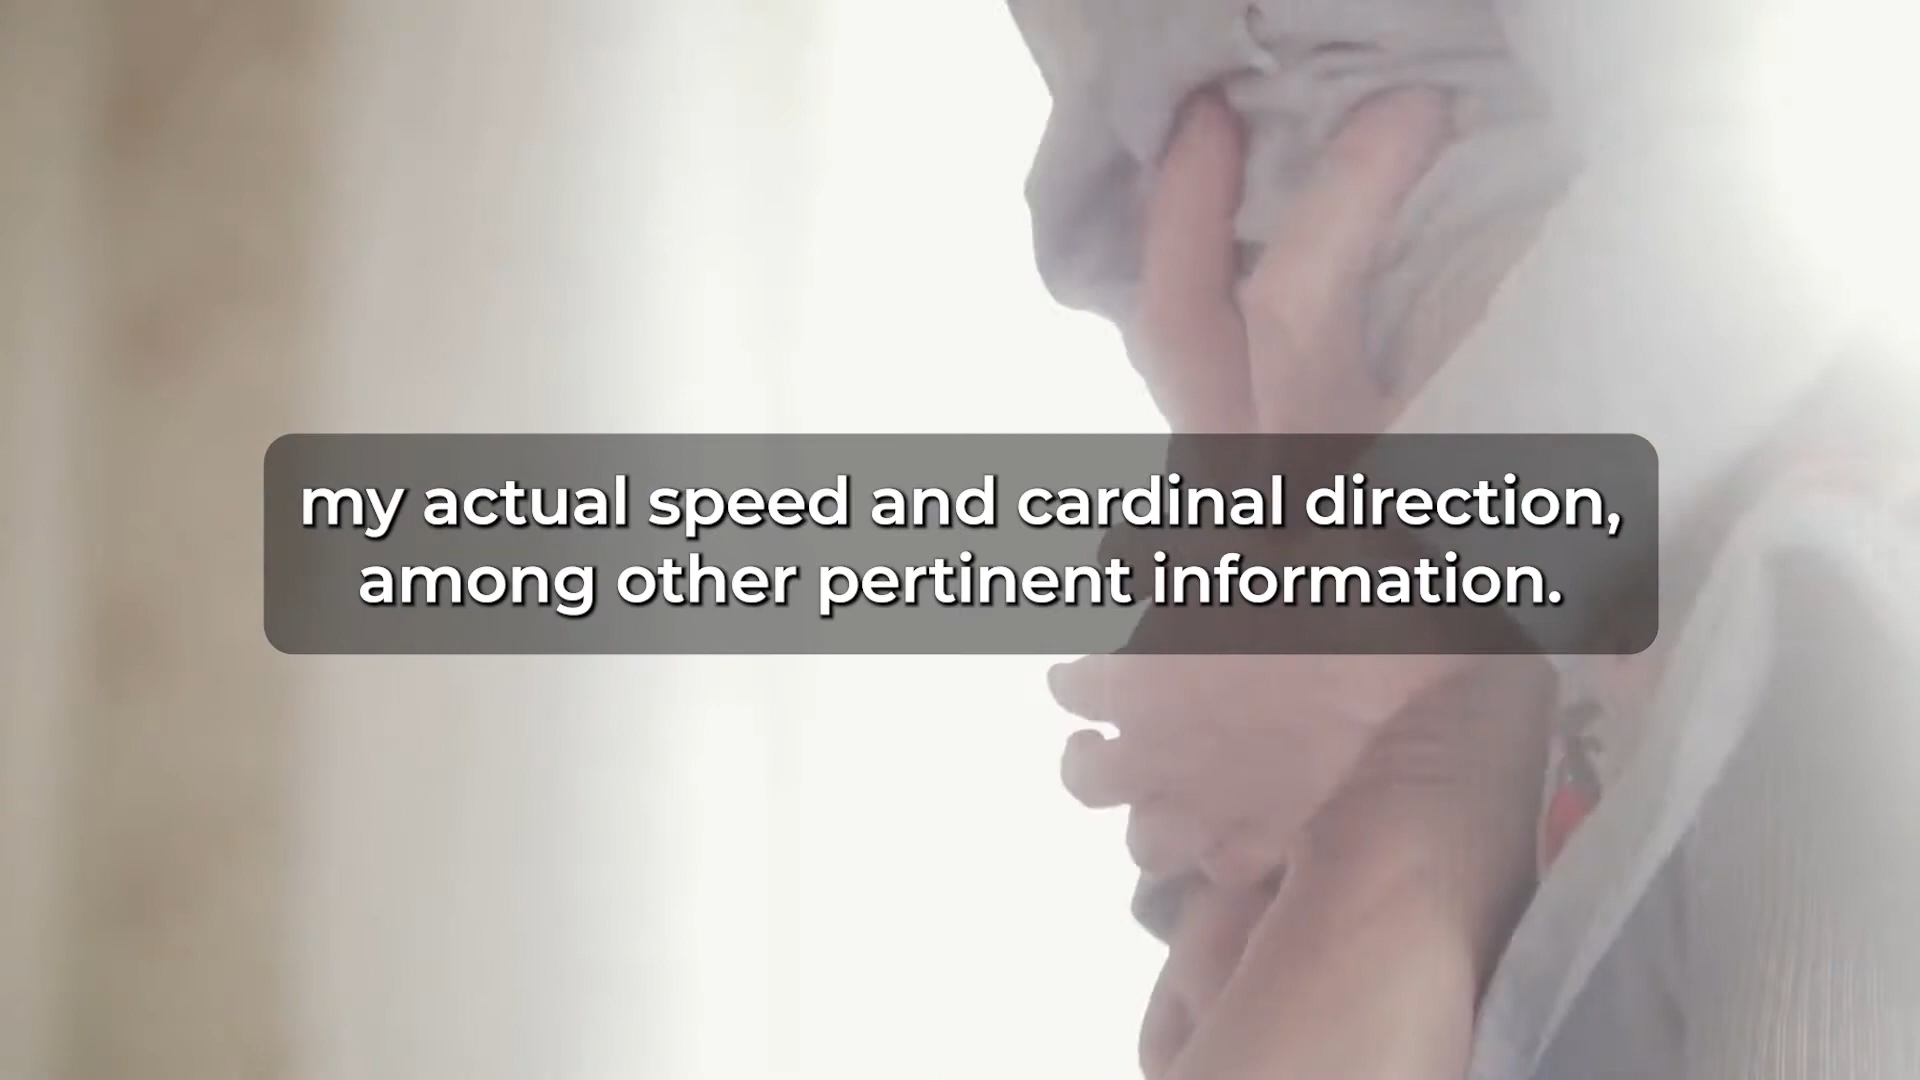 my actual speed and cardinal direction,
among other pertinent information.